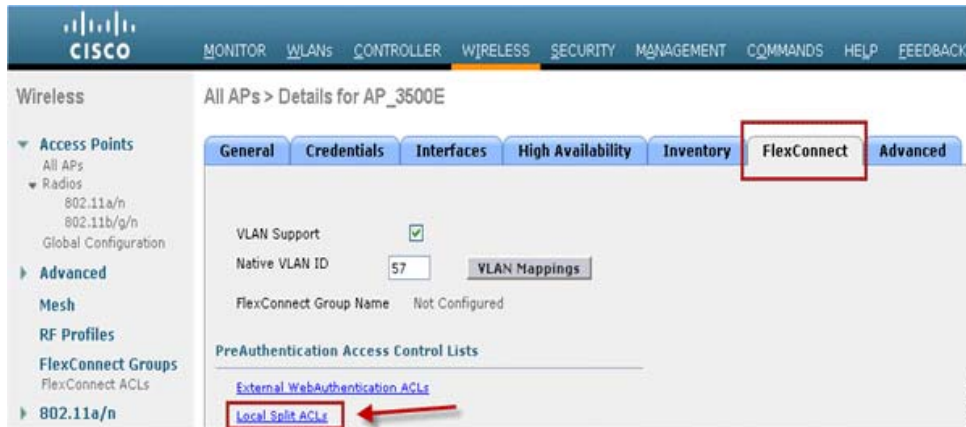 CISCO
MONITOR WLANs CONTROLLER WIRELESS SECURITY MANAGEMENT COMMANDS HELP FEEDBACK
Wireless
Access Points
All APs
Radios
802.11a/n
802.11b/g/n
Global Configuration
Advanced
Mesh
RF Profiles
FlexConnect Groups
FlexConnect ACLs
802.11a/n
All APs > Details for AP_3500E
General Credentials Interfaces High Availability Inventory FlexConnect Advanced
VLAN Support
Native VLAN ID 57 VLAN Mappings
FlexConnect Group Name Not Configured
PreAuthentication Access Control Lists
External WebAuthentication ACLs
Local Split ACLs